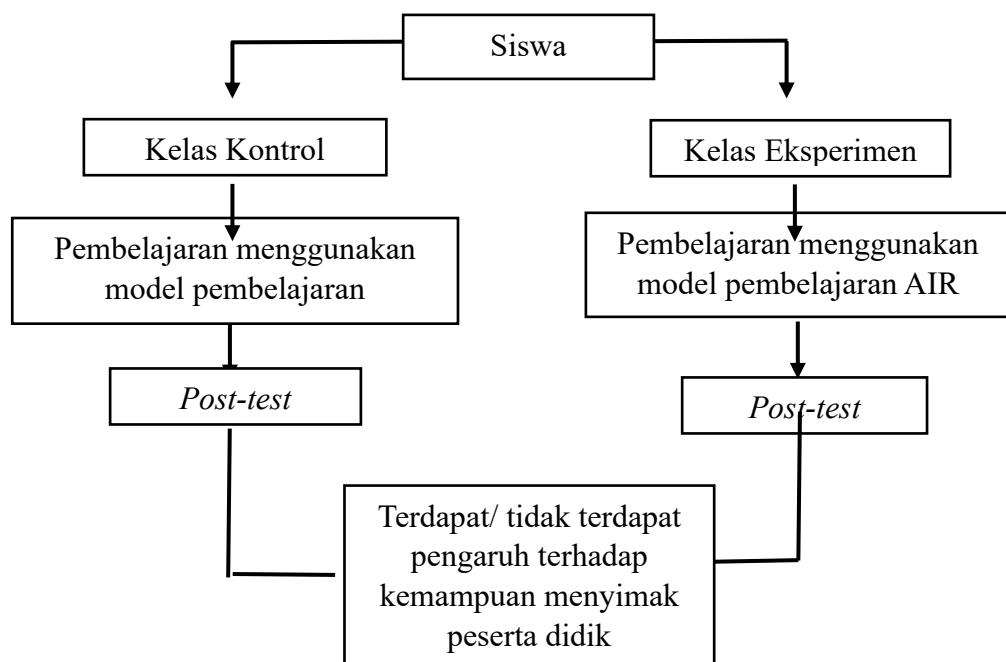 Siswa
Kelas Kontrol
Kelas Eksperimen
Pembelajaran menggunakan
model pembelajaran
Pembelajaran menggunakan
model pembelajaran AIR
Post-test
Post-test
Terdapat/ tidak terdapat
pengaruh terhadap
kemampuan menyimak
peserta didik